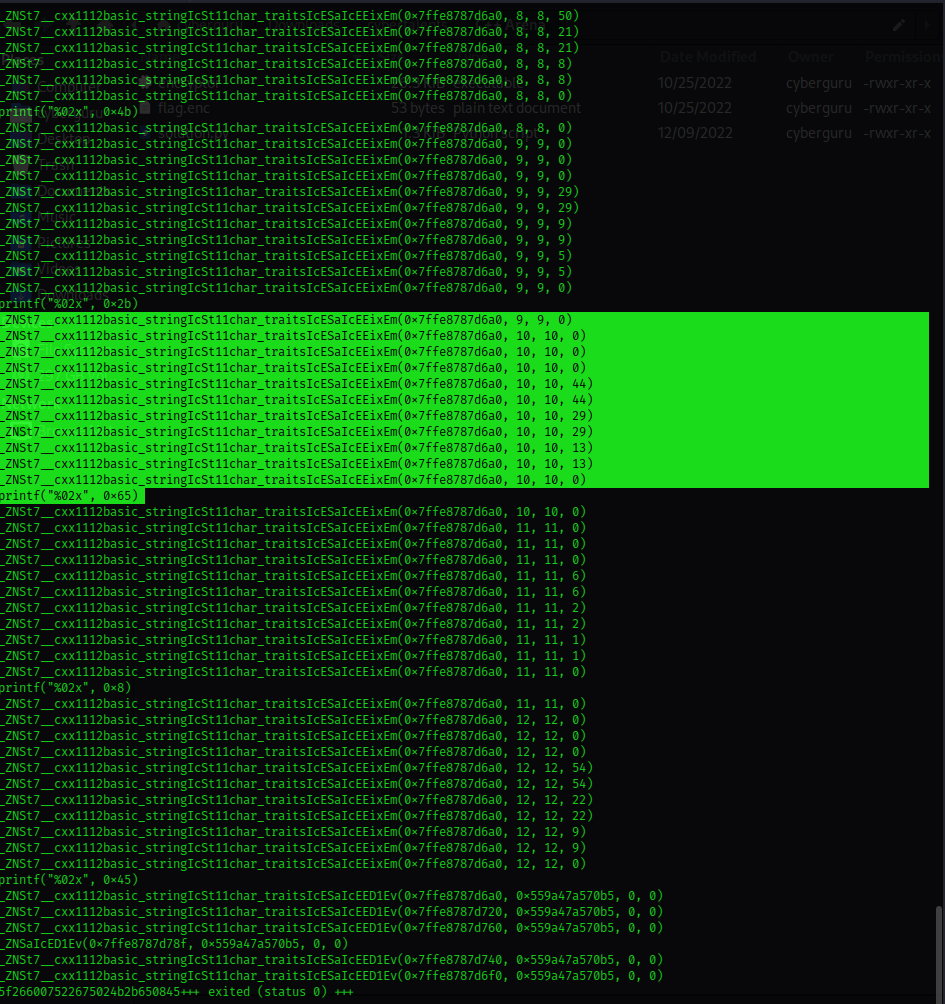 _ZNSt7__cxx1112basic_stringIcSt11char_traitsIcESaIcEEixEm(0×7ffe8787d6a0, 8, 8, 50)
_ZNSt7__cxx1112basic_stringIcSt11char_traitsIcESaIcEEixEm(0×7ffe8787d6a0, 8, 8, 21)
_ZNSt7__cxx1112basic_stringIcSt11char_traitsIcESaIcEEixEm(0×7ffe8787d6a0, 8, 8, 21)
_ZNSt7__cxx1112basic_stringIcSt11char_traitsIcESaIcEEixEm(0×7ffe8787d6a0, 8, 8, 8)
Date Modified Owner Permission
_ZNSt7__cxx1112basic_stringIcSt11char_traitsIcESaIcEEixEm(0×7ffe8787d6a0, 8, 8, 8)
10/25/2022 cyberguru -rwxr-xr-x
_ZNSt7__cxx1112basic_stringIcSt11char_traitsIcESaIcEEixEm(0×7ffe8787d6a0, 8, 8, 0)
printf("%02x", 0×4b)
flag.enc 53 bytes plain text document 10/25/2022 cyberguru -rwxr-xr-x
_ZNSt7__cxx1112basic_stringIcSt11char_traitsIcESaIcEEixEm(0×7ffe8787d6a0, 8, 8, 0)
12/09/2022 cyberguru -rwxr-xr-x
_ZNSt7__cxx1112basic_stringIcSt11char_traitsIcESaIcEEixEm(0×7ffe8787d6a0, 9, 9, 0)
_ZNSt7__cxx1112basic_stringIcSt11char_traitsIcESaIcEEixEm(0×7ffe8787d6a0, 9, 9, 0)
_ZNSt7__cxx1112basic_stringIcSt11char_traitsIcESaIcEEixEm(0×7ffe8787d6a0, 9, 9, 0)
_ZNSt7__cxx1112basic_stringIcSt11char_traitsIcESaIcEEixEm(0×7ffe8787d6a0, 9, 9, 29)
_ZNSt7__cxx1112basic_stringIcSt11char_traitsIcESaIcEEixEm(0×7ffe8787d6a0, 9, 9, 29)
_ZNSt7__cxx1112basic_stringIcSt11char_traitsIcESaIcEEixEm(0×7ffe8787d6a0, 9, 9, 9)
_ZNSt7__cxx1112basic_stringIcSt11char_traitsIcESaIcEEixEm(0×7ffe8787d6a0, 9, 9, 9)
_ZNSt7__cxx1112basic_stringIcSt11char_traitsIcESaIcEEixEm(0×7ffe8787d6a0, 9, 9, 5)
_ZNSt7__cxx1112basic_stringIcSt11char_traitsIcESaIcEEixEm(0×7ffe8787d6a0, 9, 9, 5)
_ZNSt7__cxx1112basic_stringIcSt11char_traitsIcESaIcEEixEm(0×7ffe8787d6a0, 9, 9, 0)
printf("%02x", 0×2b)
_ZNSt7__cxx1112basic_stringIcSt11char_traitsIcESaIcEEixEm(0×7ffe8787d6a0, 9, 9, 0)
_ZNSt7__cxx1112basic_stringIcSt11char_traitsIcESaIcEEixEm(0×7ffe8787d6a0, 10, 10, 0)
_ZNSt7__cxx1112basic_stringIcSt11char_traitsIcESaIcEEixEm(0×7ffe8787d6a0, 10, 10, 0)
_ZNSt7__cxx1112basic_stringIcSt11char_traitsIcESaIcEEixEm(0×7ffe8787d6a0, 10, 10, 0)
_ZNSt7__cxx1112basic_stringIcSt11char_traitsIcESaIcEEixEm(0×7ffe8787d6a0, 10, 10, 44)
_ZNSt7__cxx1112basic_stringIcSt11char_traitsIcESaIcEEixEm(0×7ffe8787d6a0, 10, 10, 44)
_ZNSt7__cxx1112basic_stringIcSt11char_traitsIcESaIcEEixEm(0×7ffe8787d6a0, 10, 10, 29)
_ZNSt7__cxx1112basic_stringIcSt11char_traitsIcESaIcEEixEm(0×7ffe8787d6a0, 10, 10, 29)
_ZNSt7__cxx1112basic_stringIcSt11char_traitsIcESaIcEEixEm(0×7ffe8787d6a0, 10, 10, 13)
_ZNSt7__cxx1112basic_stringIcSt11char_traitsIcESaIcEEixEm(0×7ffe8787d6a0, 10, 10, 13)
_ZNSt7__cxx1112basic_stringIcSt11char_traitsIcESaIcEEixEm(0×7ffe8787d6a0, 10, 10, 0)
printf("%02x", 0×65)
_ZNSt7__cxx1112basic_stringIcSt11char_traitsIcESaIcEEixEm(0×7ffe8787d6a0, 10, 10, 0)
_ZNSt7__cxx1112basic_stringIcSt11char_traitsIcESaIcEEixEm(0×7ffe8787d6a0, 11, 11, 0)
_ZNSt7__cxx1112basic_stringIcSt11char_traitsIcESaIcEEixEm(0×7ffe8787d6a0, 11, 11, 0)
_ZNSt7__cxx1112basic_stringIcSt11char_traitsIcESaIcEEixEm(0×7ffe8787d6a0, 11, 11, 0)
_ZNSt7__cxx1112basic_stringIcSt11char_traitsIcESaIcEEixEm(0×7ffe8787d6a0, 11, 11, 6)
_ZNSt7__cxx1112basic_stringIcSt11char_traitsIcESaIcEEixEm(0×7ffe8787d6a0, 11, 11, 6)
_ZNSt7__cxx1112basic_stringIcSt11char_traitsIcESaIcEEixEm(0×7ffe8787d6a0, 11, 11, 2)
_ZNSt7__cxx1112basic_stringIcSt11char_traitsIcESaIcEEixEm(0×7ffe8787d6a0, 11, 11, 2)
_ZNSt7__cxx1112basic_stringIcSt11char_traitsIcESaIcEEixEm(0×7ffe8787d6a0, 11, 11, 1)
_ZNSt7__cxx1112basic_stringIcSt11char_traitsIcESaIcEEixEm(0×7ffe8787d6a0, 11, 11, 1)
_ZNSt7__cxx1112basic_stringIcSt11char_traitsIcESaIcEEixEm(0×7ffe8787d6a0, 11, 11, 0)
printf("%02x", 0×8)
_ZNSt7__cxx1112basic_stringIcSt11char_traitsIcESaIcEEixEm(0×7ffe8787d6a0, 11, 11, 0)
_ZNSt7__cxx1112basic_stringIcSt11char_traitsIcESaIcEEixEm(0×7ffe8787d6a0, 12, 12, 0)
_ZNSt7__cxx1112basic_stringIcSt11char_traitsIcESaIcEEixEm(0×7ffe8787d6a0, 12, 12, 0)
_ZNSt7__cxx1112basic_stringIcSt11char_traitsIcESaIcEEixEm(0×7ffe8787d6a0, 12, 12, 0)
_ZNSt7__cxx1112basic_stringIcSt11char_traitsIcESaIcEEixEm(0×7ffe8787d6a0, 12, 12, 54)
_ZNSt7__cxx1112basic_stringIcSt11char_traitsIcESaIcEEixEm(0×7ffe8787d6a0, 12, 12, 54)
_ZNSt7__cxx1112basic_stringIcSt11char_traitsIcESaIcEEixEm(0×7ffe8787d6a0, 12, 12, 22)
_ZNSt7__cxx1112basic_stringIcSt11char_traitsIcESaIcEEixEm(0×7ffe8787d6a0, 12, 12, 22)
_ZNSt7__cxx1112basic_stringIcSt11char_traitsIcESaIcEEixEm(0×7ffe8787d6a0, 12, 12, 9)
_ZNSt7__cxx1112basic_stringIcSt11char_traitsIcESaIcEEixEm(0×7ffe8787d6a0, 12, 12, 9)
_ZNSt7__cxx1112basic_stringIcSt11char_traitsIcESaIcEEixEm(0×7ffe8787d6a0, 12, 12, 0)
printf("%02x", 0×45)
_ZNSt7__cxx1112basic_stringIcSt11char_traitsIcESaIcEED1Ev(0×7ffe8787d6a0, 0×559a47a570b5, 0, 0)
_ZNSt7__cxx1112basic_stringIcSt11char_traitsIcESaIcEED1Ev(0×7ffe8787d720, 0×559a47a570b5, 0, 0)
_ZNSt7__cxx1112basic_stringIcSt11char_traitsIcESaIcEED1Ev(0×7ffe8787d760, 0×559a47a570b5, 0, 0)
_ZNSaIcED1Ev(0×7ffe8787d78f, 0×559a47a570b5, 0, 0)
_ZNSt7__cxx1112basic_stringIcSt11char_traitsIcESaIcEED1Ev(0×7ffe8787d740, 0×559a47a570b5, 0, 0)
_ZNSt7__cxx1112basic_stringIcSt11char_traitsIcESaIcEED1Ev(0×7ffe8787d6f0, 0×559a47a570b5, 0, 0)
5f266007522675024b2b650845+++ exited (status 0) +++